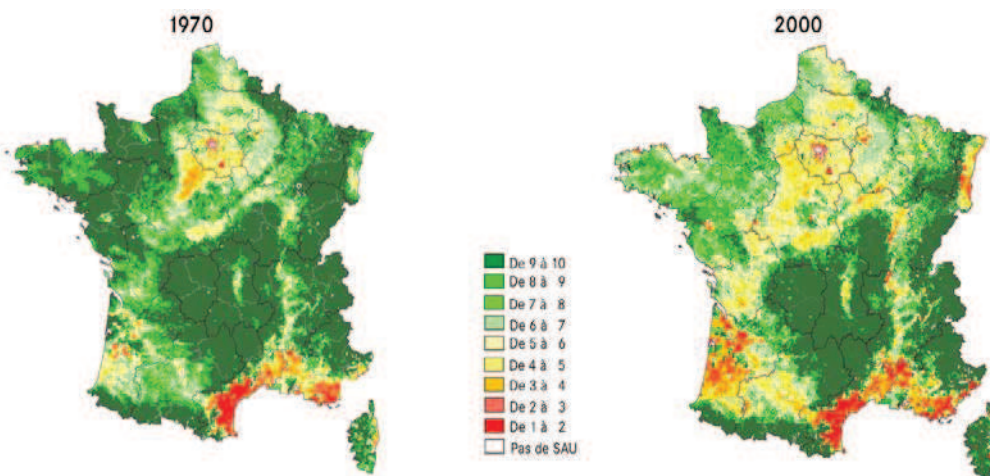 1970
2000
De 9 à 10
De 8 à 9
De 7 à 8
De 6 à 7
De 5 à 6
De 4 à 5
De 3 à 4
De 2 à 3
De 1 à 2
Pas de SAU